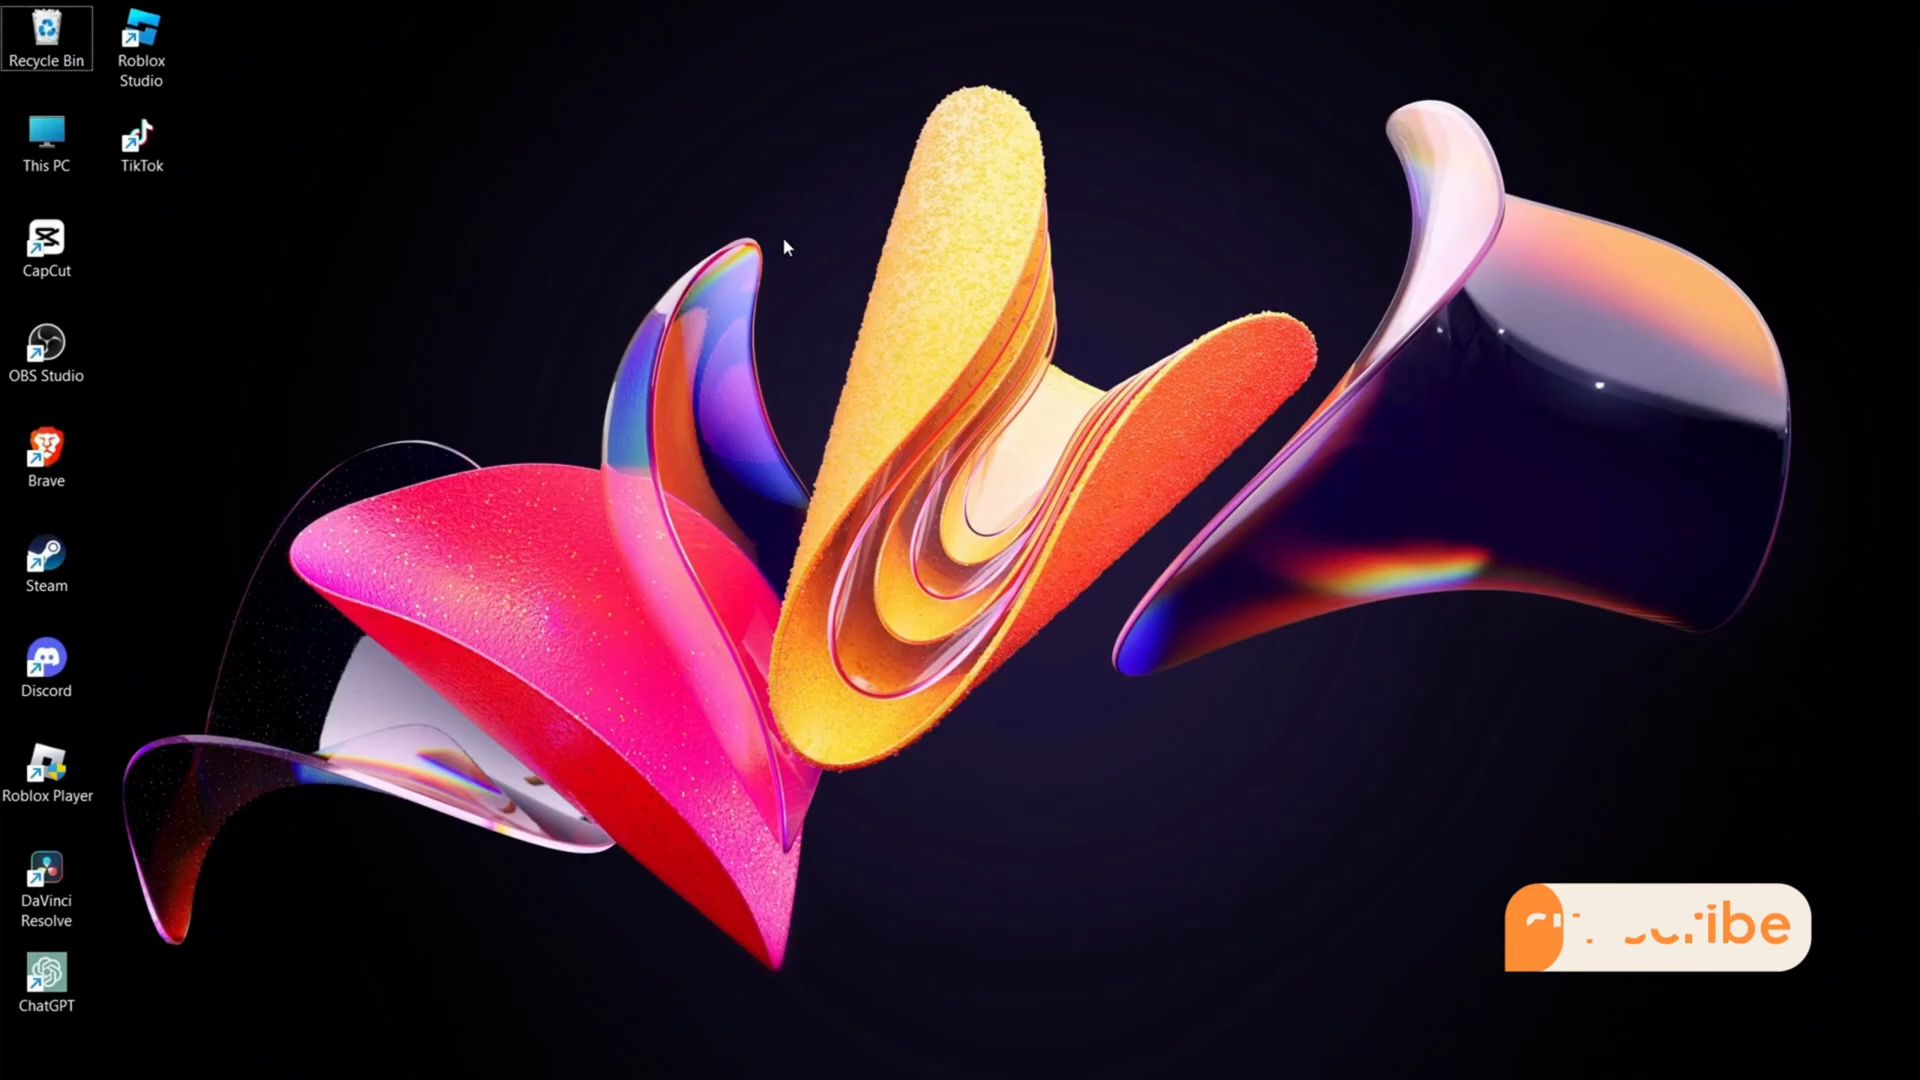 Recycle Bin
Roblox
Studio
This PC
TikTok
CapCut
OBS Studio
Brave
Steam
Discord
Roblox Player
DaVinci
Resolve
ChatGPT